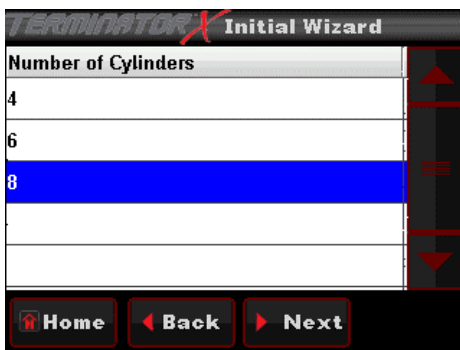 TERMINATOR X Initial Wizard
Number of Cylinders
4
6
8
Home Back Next